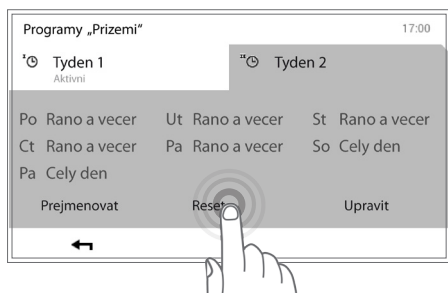 Programy „Prizemi” 17:00
Tyden 1 Tyden 2
Aktivni
Po Rano a vecer Ut Rano a vecer St Rano a vecer
Ct Rano a vecer Pa Rano a vecer So Cely den
Pa Cely den
Prejmenovat Reset Upravit